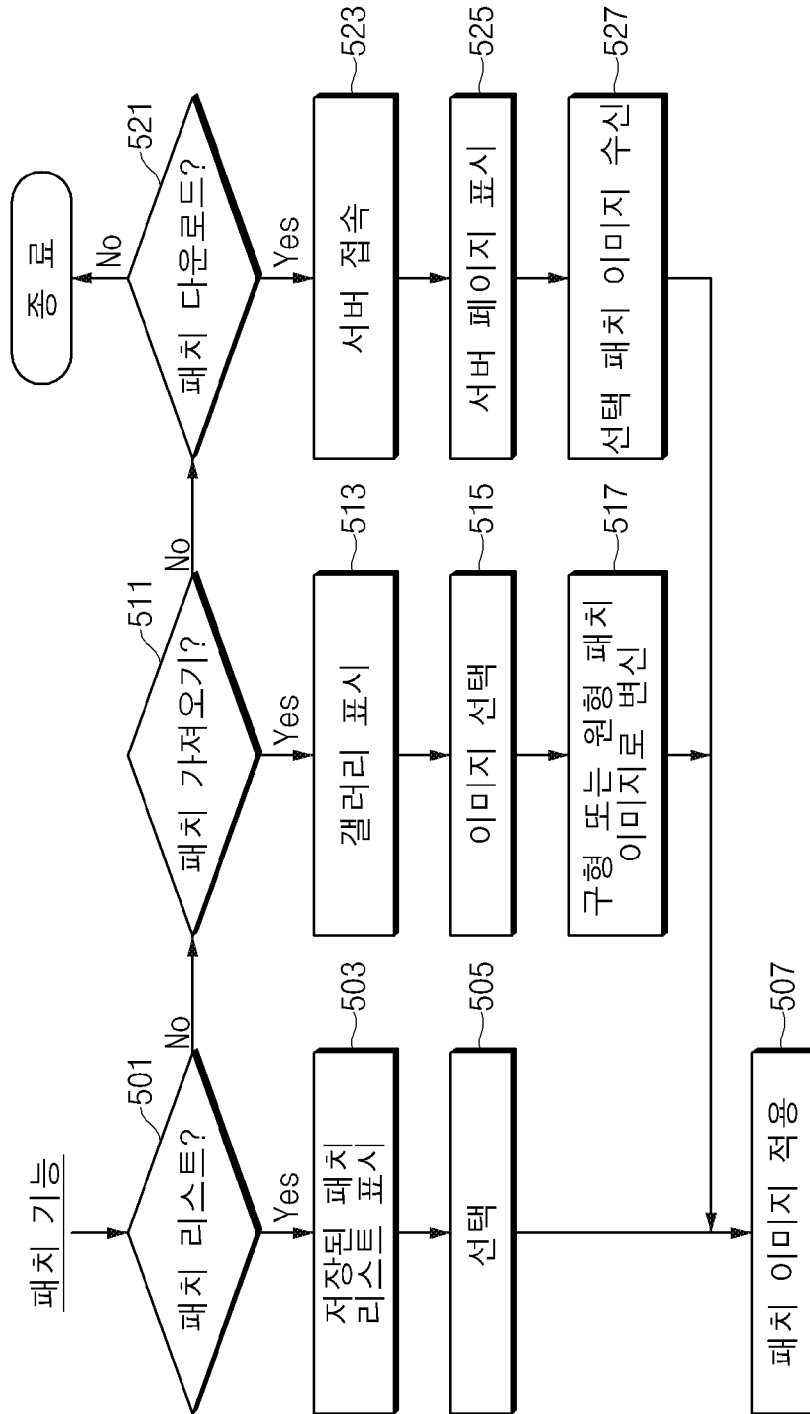 패치 기능
패치 리스트?
501
No
Yes
저장된 패치
리스트 표시
503
선택
505
패치 이미지 적용
507
패치 가져오기?
511
No
Yes
갤러리 표시
513
이미지 선택
515
구형 또는 원형 패치
이미지로 변신
517
패치 다운로드?
521
No
종 료
Yes
서버 접속
523
서버 페이지 표시
525
선택 패치 이미지 수신
527